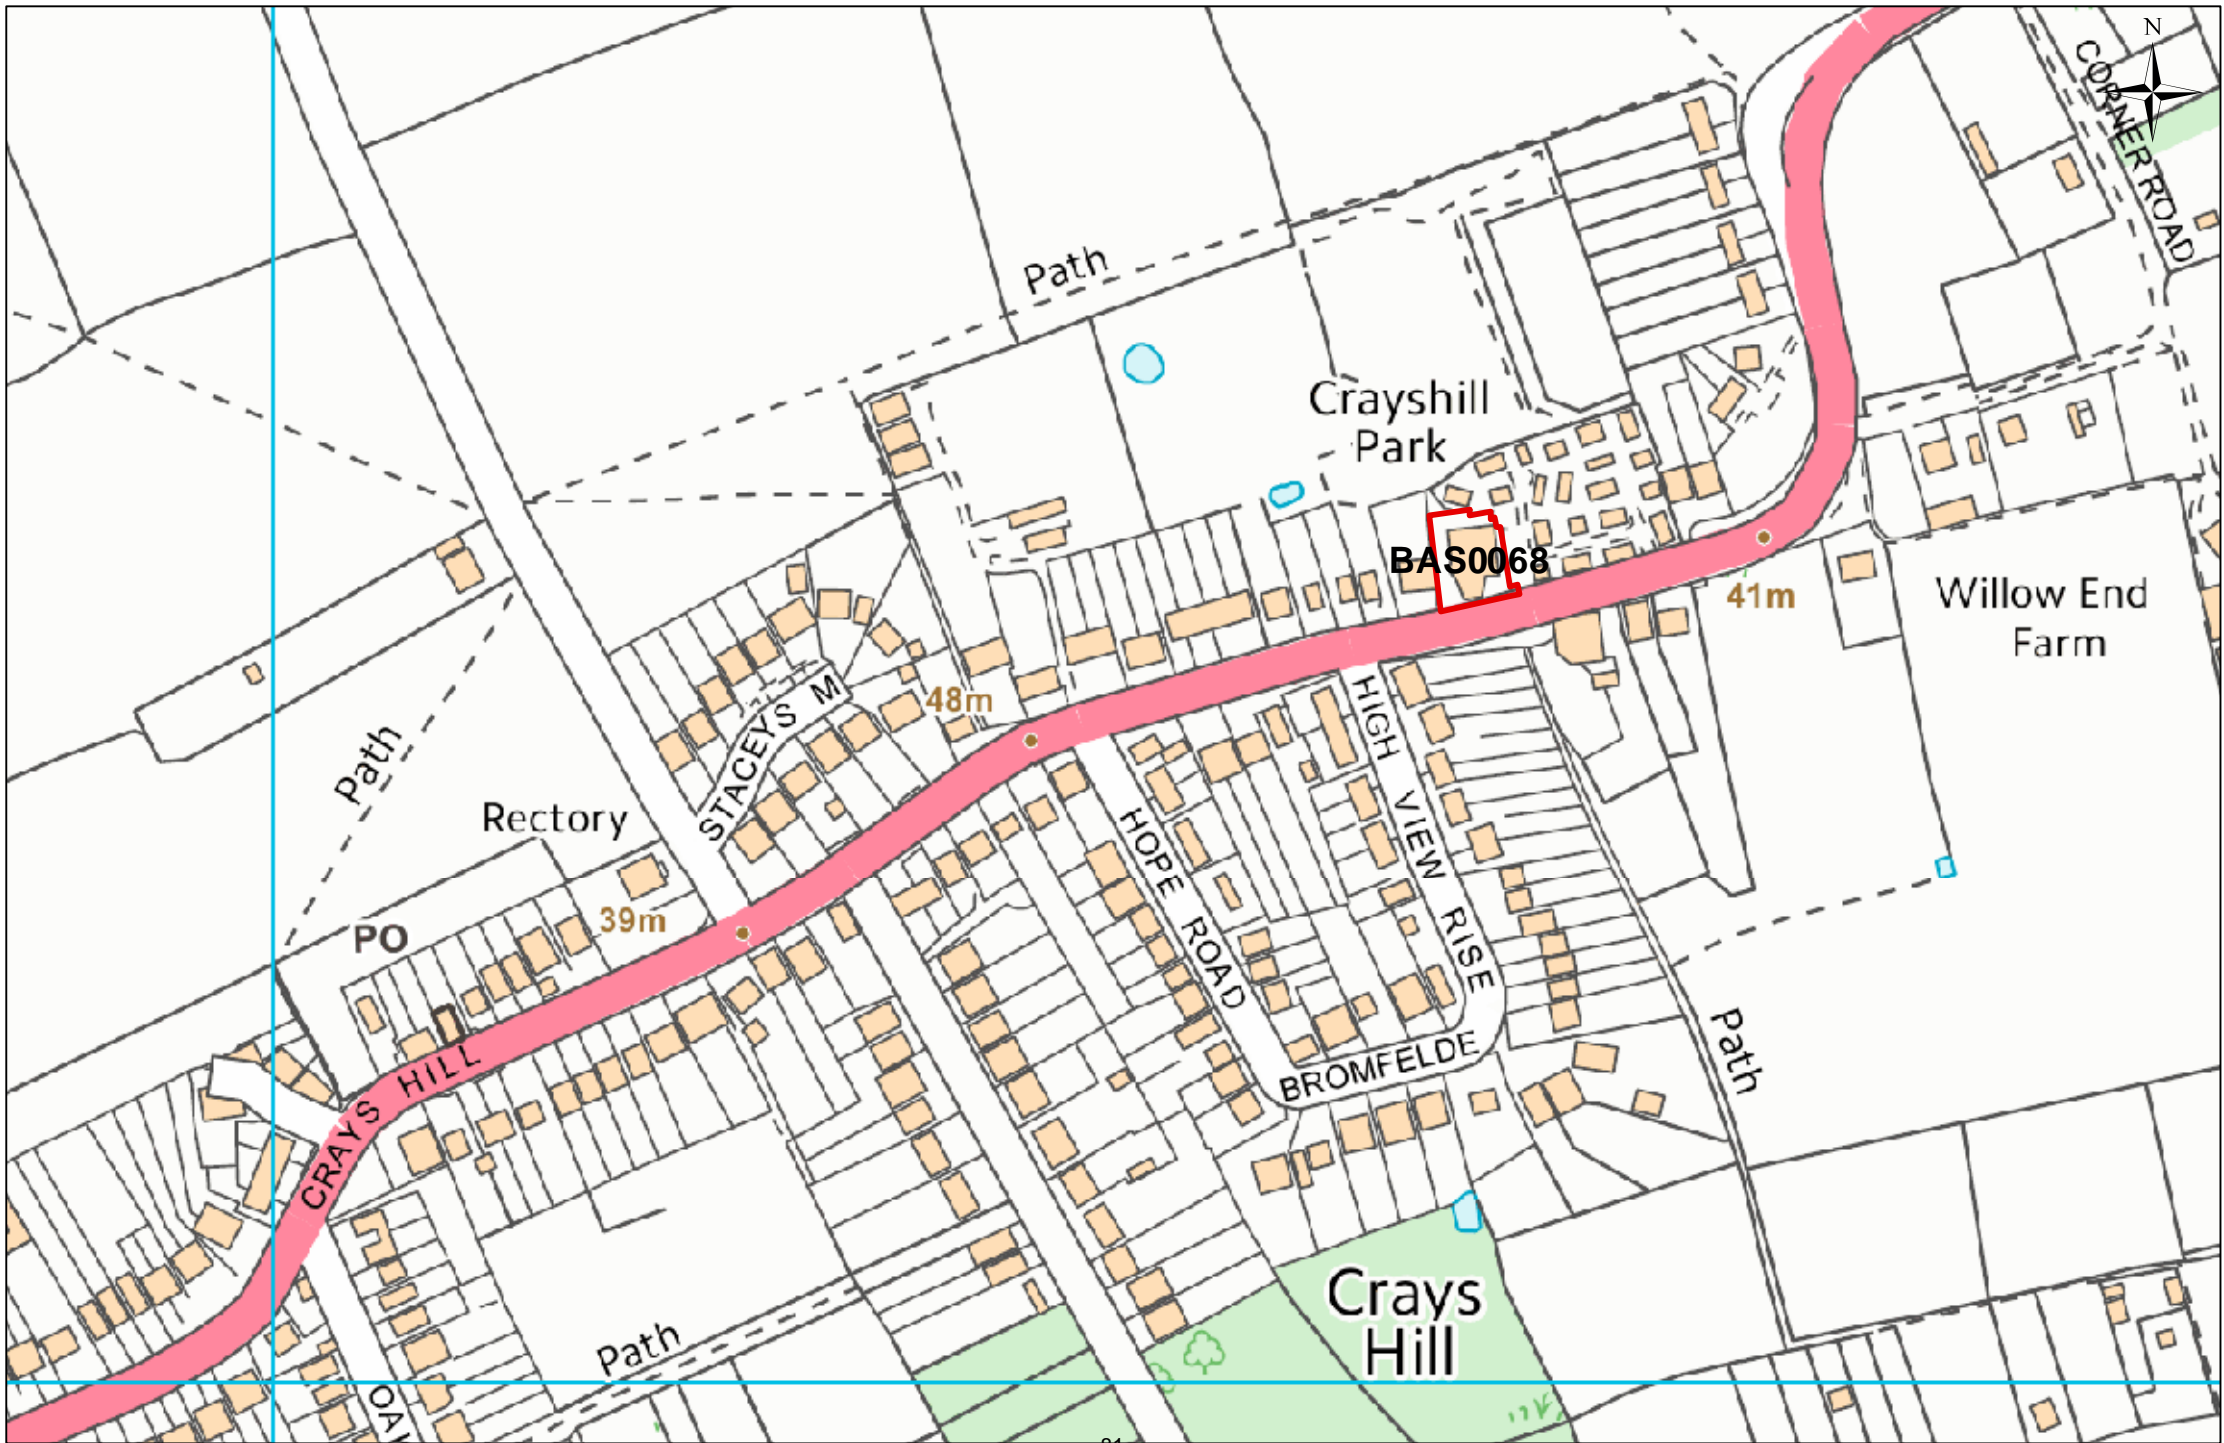 N
CORNER ROAD
Path
Crayshill
Park
BAS0068
41m
Willow End
Farm
48m
STACEYS M
HIGH VIEW RISE
Path
Rectory
HOPE ROAD
PO
39m
CRAYS HILL
BROMFELDE
Path
Crays
Hill
Path
OAK